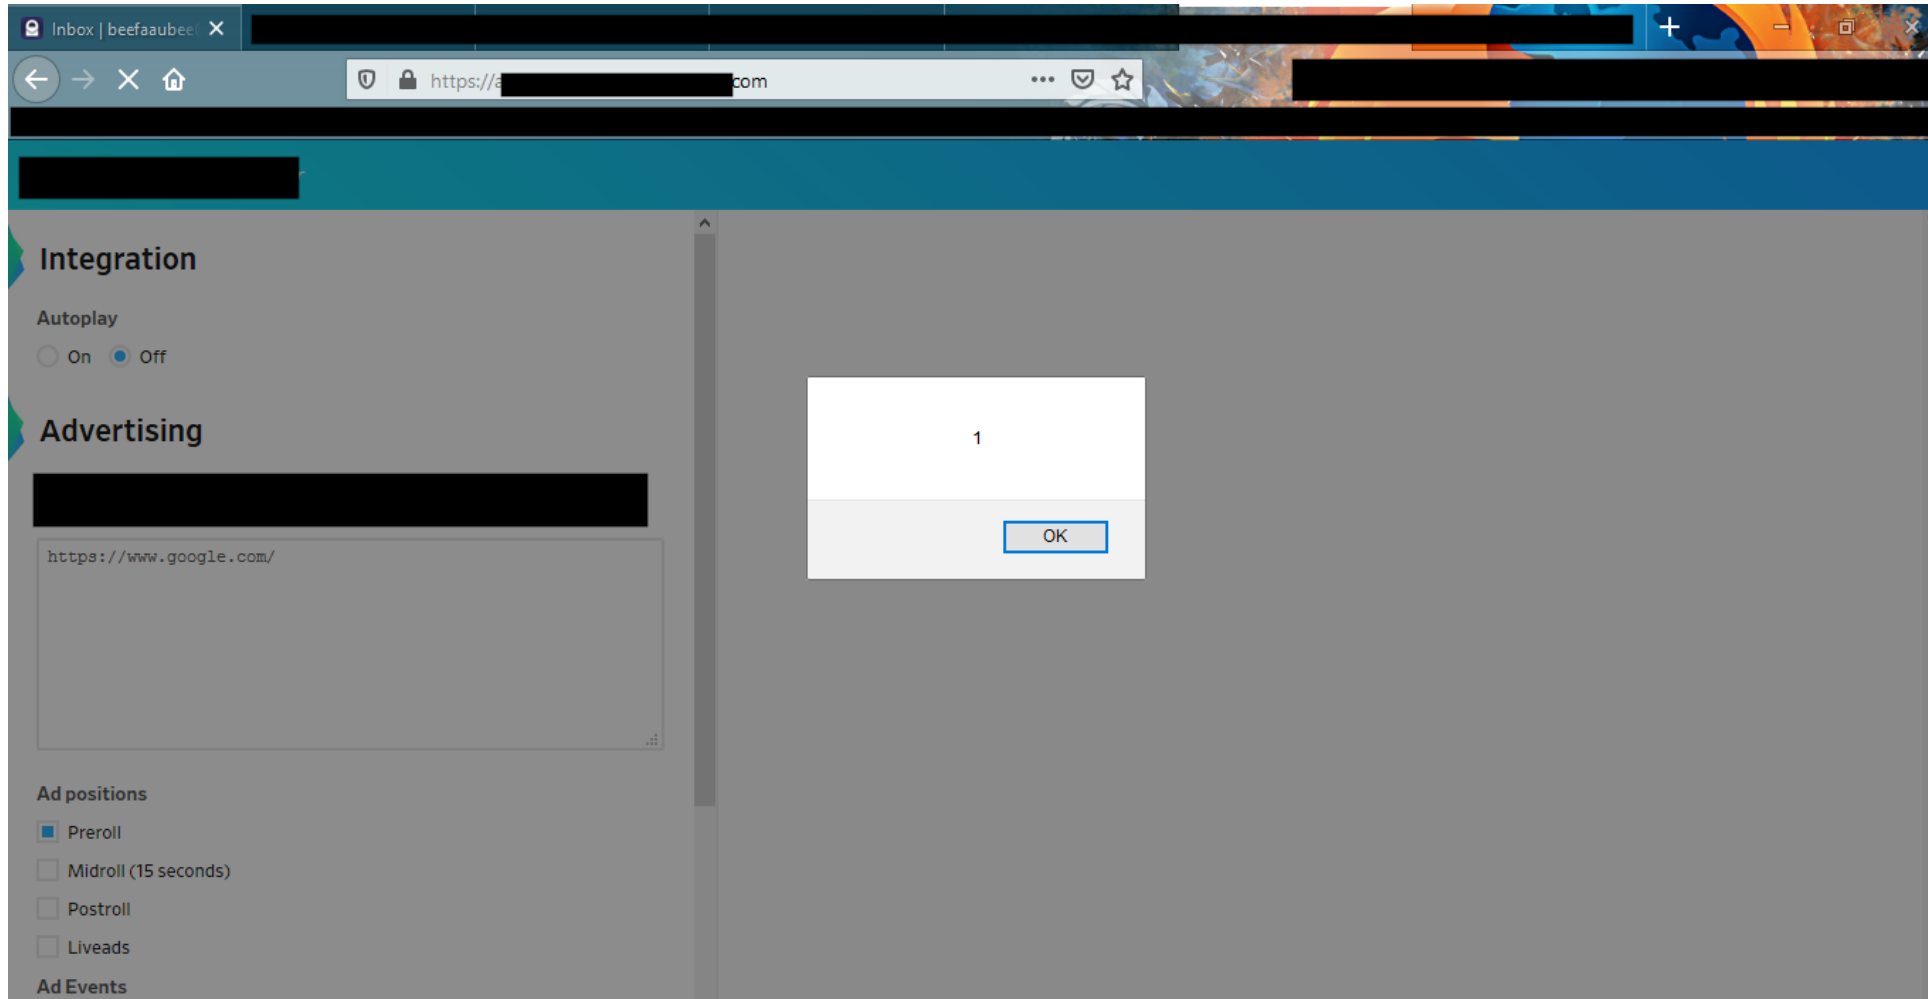 Inbox | beefaaubee
https://a
com
Integration
Autoplay
On Off
Advertising
https://www.google.com/
Ad positions
Preroll
Midroll (15 seconds)
Postroll
Liveads
Ad Events
1
OK